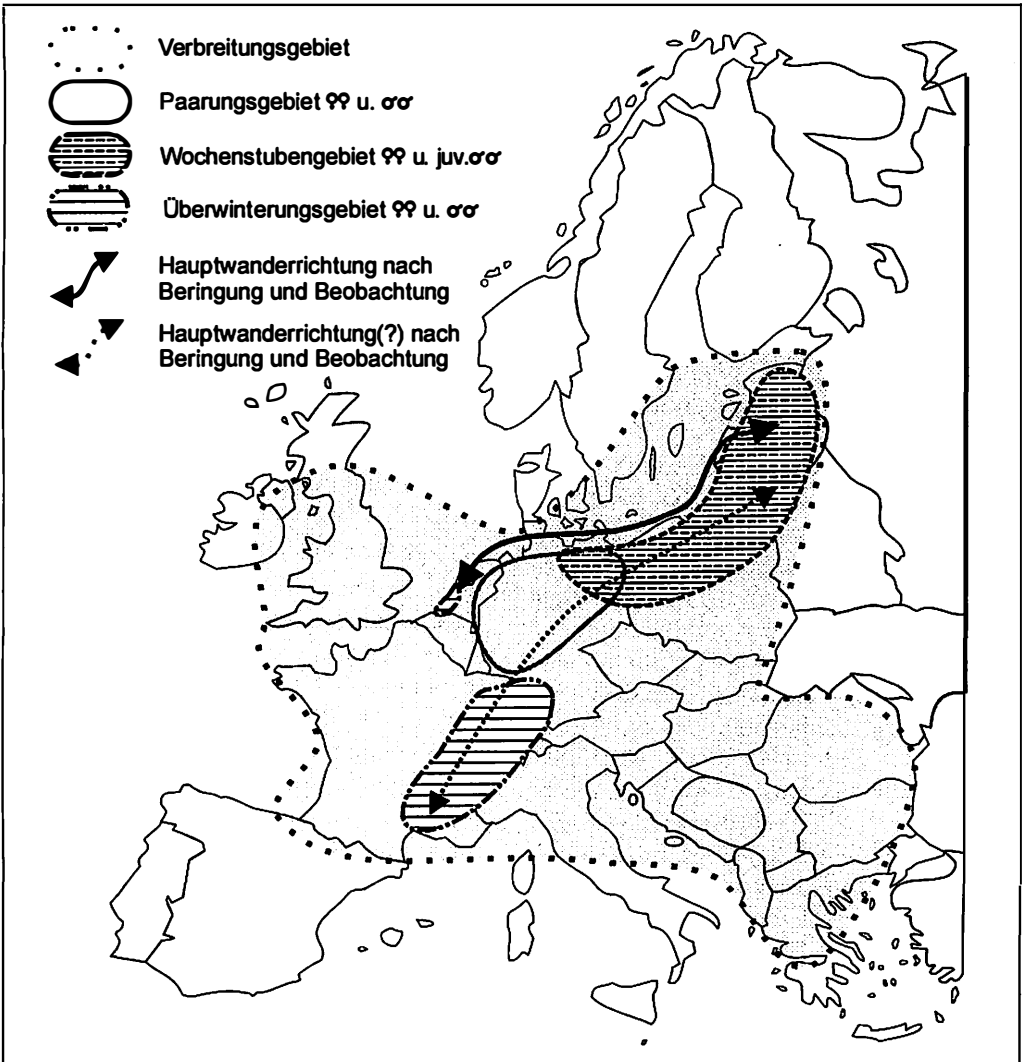 Verbreitungsgebiet
Paarungsgebiet ♀♀ u. ♂♂
Wochenstubengebiet ♀♀ u. juv.♂♂
Überwinterungsgebiet ♀♀ u. ♂♂
Hauptwanderrichtung nach
Beringung und Beobachtung
Hauptwanderrichtung(?) nach
Beringung und Beobachtung